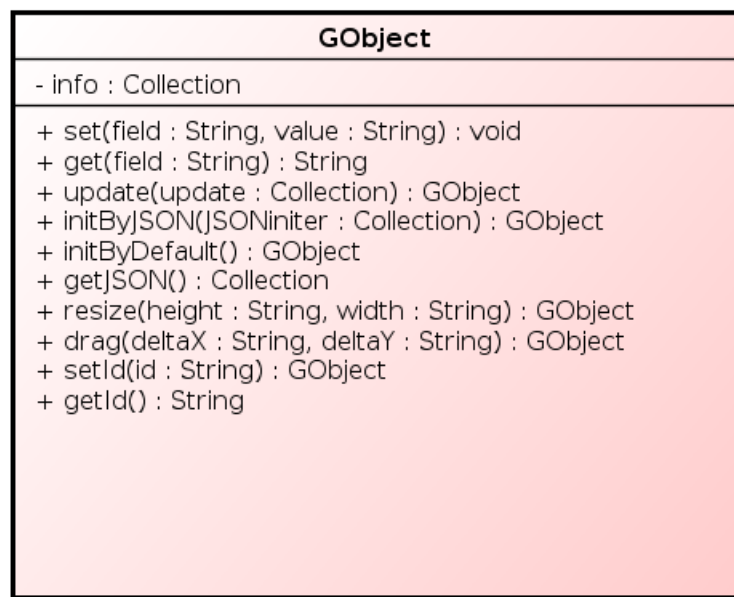 GObject
- info : Collection
+ set(field : String, value : String) : void
+ get(field : String) : String
+ update(update : Collection) : GObject
+ initByJSON(JSONiniter : Collection) : GObject
+ initByDefault() : GObject
+ getJSON() : Collection
+ resize(height : String, width : String) : GObject
+ drag(deltaX : String, deltaY : String) : GObject
+ setId(id : String) : GObject
+ getId() : String